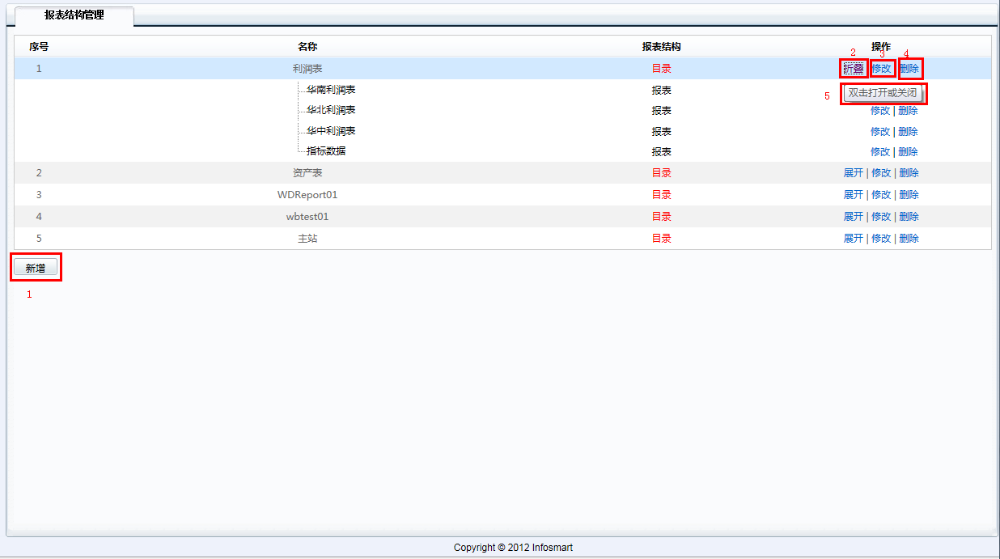 报表结构管理
序号 名称 报表结构 操作
2 3 4
1 利润表 目录 折叠 修改 删除
华南利润表 报表
5 双击打开或关闭
华北利润表 报表 修改 | 删除
华中利润表 报表 修改 | 删除
指标数据 报表 修改 | 删除
2 资产表 目录 展开 | 修改 | 删除
3 WDReport01 目录 展开 | 修改 | 删除
4 wbtest01 目录 展开 | 修改 | 删除
5 主站 目录 展开 | 修改 | 删除
新增
1
Copyright © 2012 Infosmart